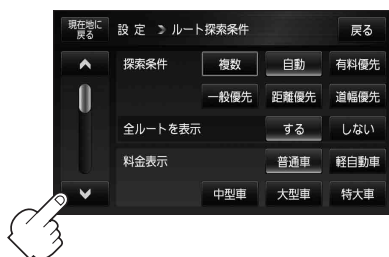 現在地に
戻る
設 定 ルート探索条件
戻る
探索条件 複数 自動 有料優先
一般優先 距離優先 道幅優先
全ルートを表示 する しない
料金表示 普通車 軽自動車
中型車 大型車 特大車